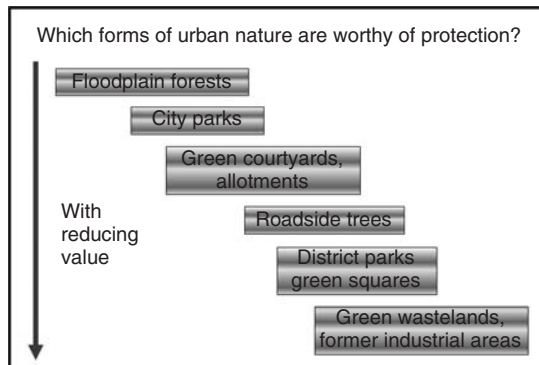 Which forms of urban nature are worthy of protection?
Floodplain forests
City parks
Green courtyards,
allotments
With
reducing
value
Roadside trees
District parks
green squares
Green wastelands,
former industrial areas